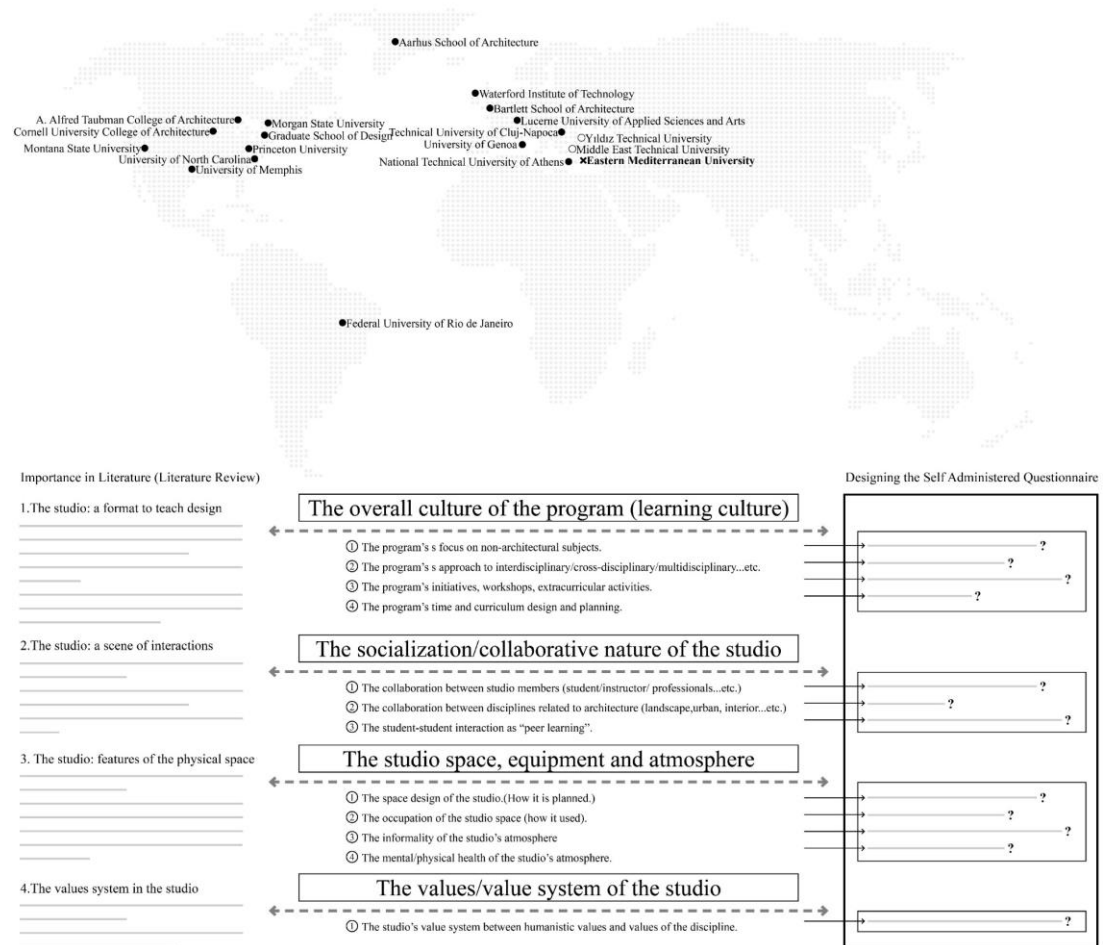 Aarhus School of Architecture
Waterford Institute of Technology
Bartlett School of Architecture
A. Alfred Taubman College of Architecture
Morgan State University
Lucerne University of Applied Sciences and Arts
Cornell University College of Architecture
Graduate School of Design
Technical University of Cluj-Napoca
Yıldız Technical University
Montana State University
Princeton University
University of Genoa
Middle East Technical University
University of North Carolina
National Technical University of Athens
×Eastern Mediterranean University
University of Memphis
Federal University of Rio de Janeiro
Importance in Literature (Literature Review)
Designing the Self Administered Questionnaire
1.The studio: a format to teach design
The overall culture of the program (learning culture)
① The program's s focus on non-architectural subjects.
?
② The program's s approach to interdisciplinary/cross-disciplinary/multidisciplinary...etc.
?
③ The program's initiatives, workshops, extracurricular activities.
?
④ The program's time and curriculum design and planning.
?
2.The studio: a scene of interactions
The socialization/collaborative nature of the studio
① The collaboration between studio members (student/instructor/ professionals...etc.)
?
② The collaboration between disciplines related to architecture (landscape,urban, interior...etc.)
?
③ The student-student interaction as “peer learning”.
?
3. The studio: features of the physical space
The studio space, equipment and atmosphere
① The space design of the studio.(How it is planned.)
?
② The occupation of the studio space (how it used).
?
③ The informality of the studio's atmosphere
?
④ The mental/physical health of the studio's atmosphere.
?
4.The values system in the studio
The values/value system of the studio
① The studio's value system between humanistic values and values of the discipline.
?